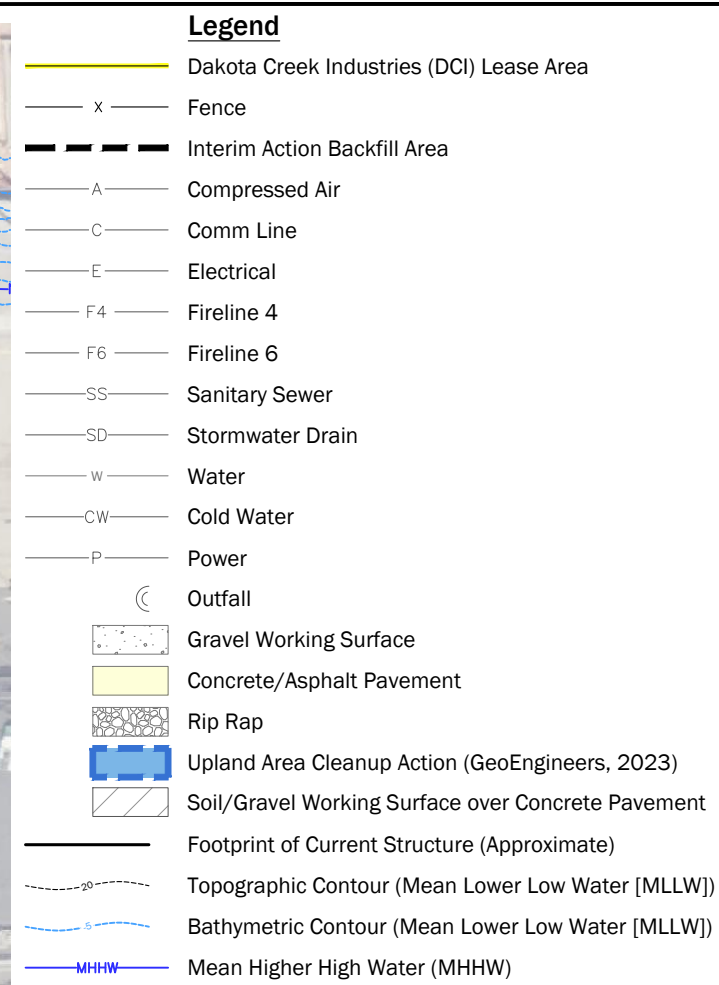 Legend
Dakota Creek Industries (DCI) Lease Area
X Fence
Interim Action Backfill Area
A Compressed Air
C Comm Line
E Electrical
F4 Fireline 4
F6 Fireline 6
SS Sanitary Sewer
SD Stormwater Drain
W Water
CW Cold Water
P Power
Outfall
Gravel Working Surface
Concrete/Asphalt Pavement
Rip Rap
Upland Area Cleanup Action (GeoEngineers, 2023)
Soil/Gravel Working Surface over Concrete Pavement
Footprint of Current Structure (Approximate)
20 Topographic Contour (Mean Lower Low Water [MLLW])
-5 Bathymetric Contour (Mean Lower Low Water [MLLW])
MHHW Mean Higher High Water (MHHW)